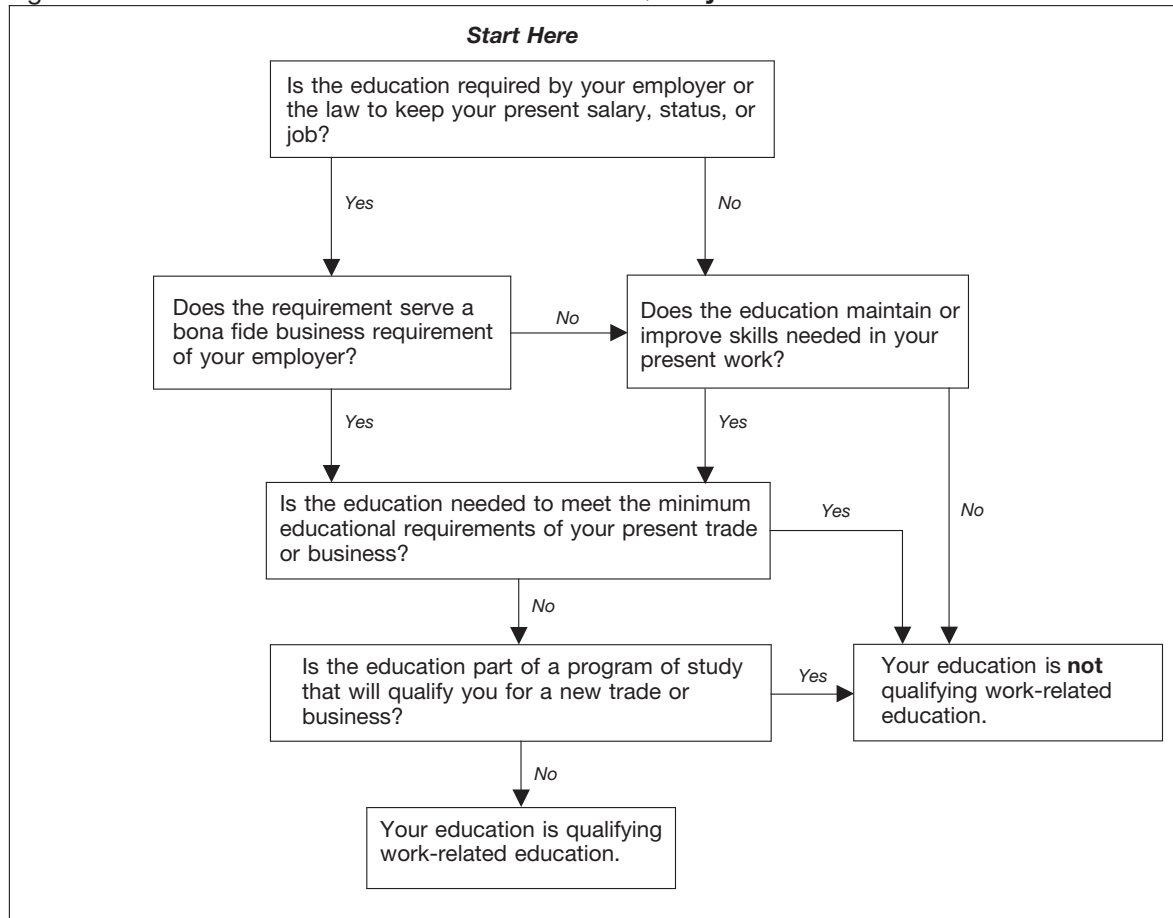 Start Here
Is the education required by your employer or
the law to keep your present salary, status, or
job?
Yes
No
Does the requirement serve a
bona fide business requirement
of your employer?
No
Does the education maintain or
improve skills needed in your
present work?
Yes
Yes
Is the education needed to meet the minimum
educational requirements of your present trade
or business?
Yes
No
No
Is the education part of a program of study
that will qualify you for a new trade or
business?
Yes
Your education is not
qualifying work-related
education.
No
Your education is qualifying
work-related education.